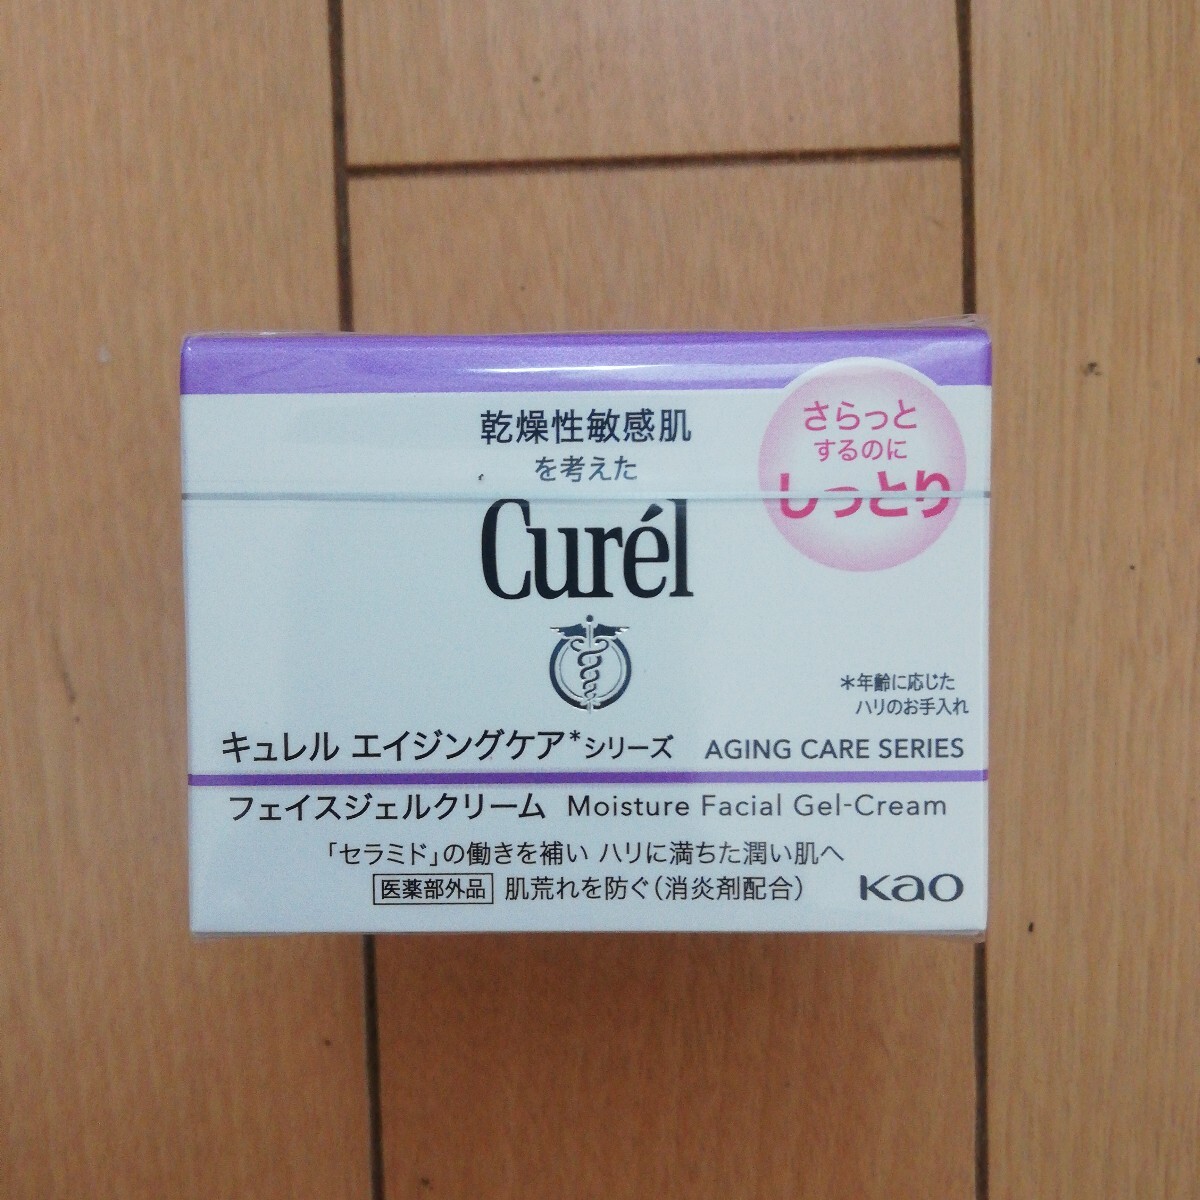 乾燥性敏感肌
を考えた
さらっと
するのに
しっとり
Curél
*年齢に応じた
ハリのお手入れ
キュレル エイジングケア*シリーズ AGING CARE SERIES
フェイスジェルクリーム Moisture Facial Gel-Cream
「セラミド」の働きを補い ハリに満ちた潤い肌へ
医薬部外品 肌荒れを防ぐ(消炎剤配合)
Kao